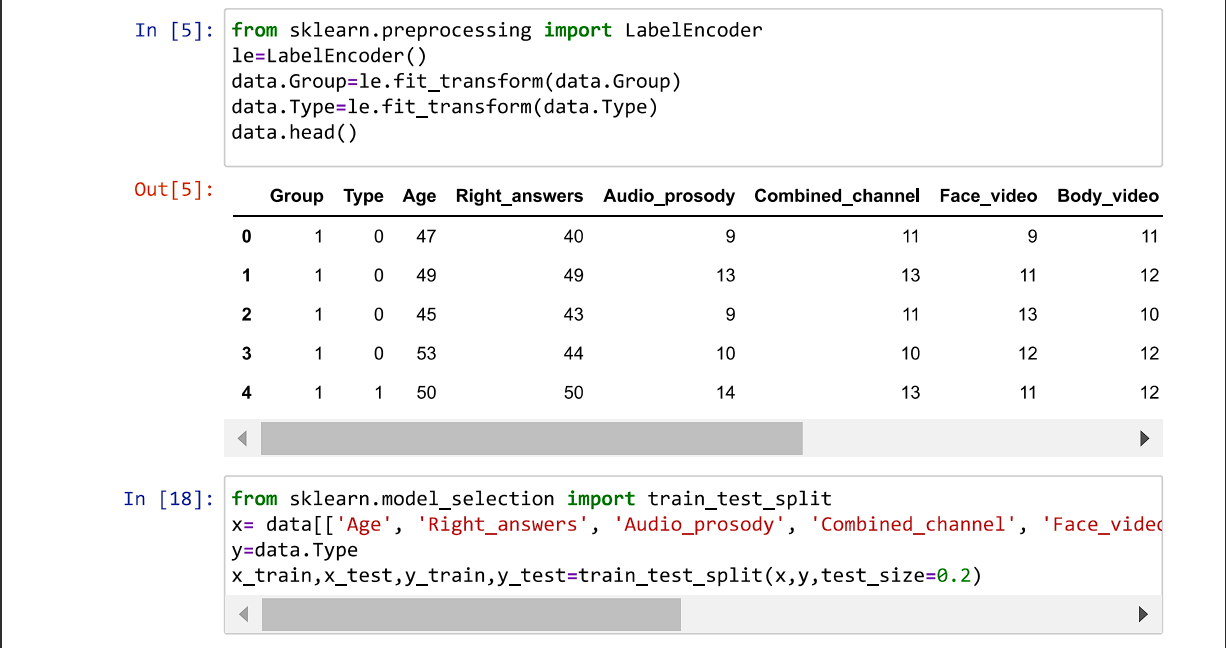 In [5]: from sklearn.preprocessing import LabelEncoder
le=LabelEncoder()
data.Group=le.fit_transform(data.Group)
data.Type=le.fit_transform(data.Type)
data.head()
Out[5]: Group Type Age Right_answers Audio_prosody Combined_channel Face_video Body_video
0 1 0 47 40 9 11 9 11
1 1 0 49 49 13 13 11 12
2 1 0 45 43 9 11 13 10
3 1 0 53 44 10 10 12 12
4 1 1 50 50 14 13 11 12
In [18]: from sklearn.model_selection import train_test_split
x= data[['Age', 'Right_answers', 'Audio_prosody', 'Combined_channel', 'Face_videc
y=data.Type
x_train,x_test,y_train,y_test=train_test_split(x,y,test_size=0.2)